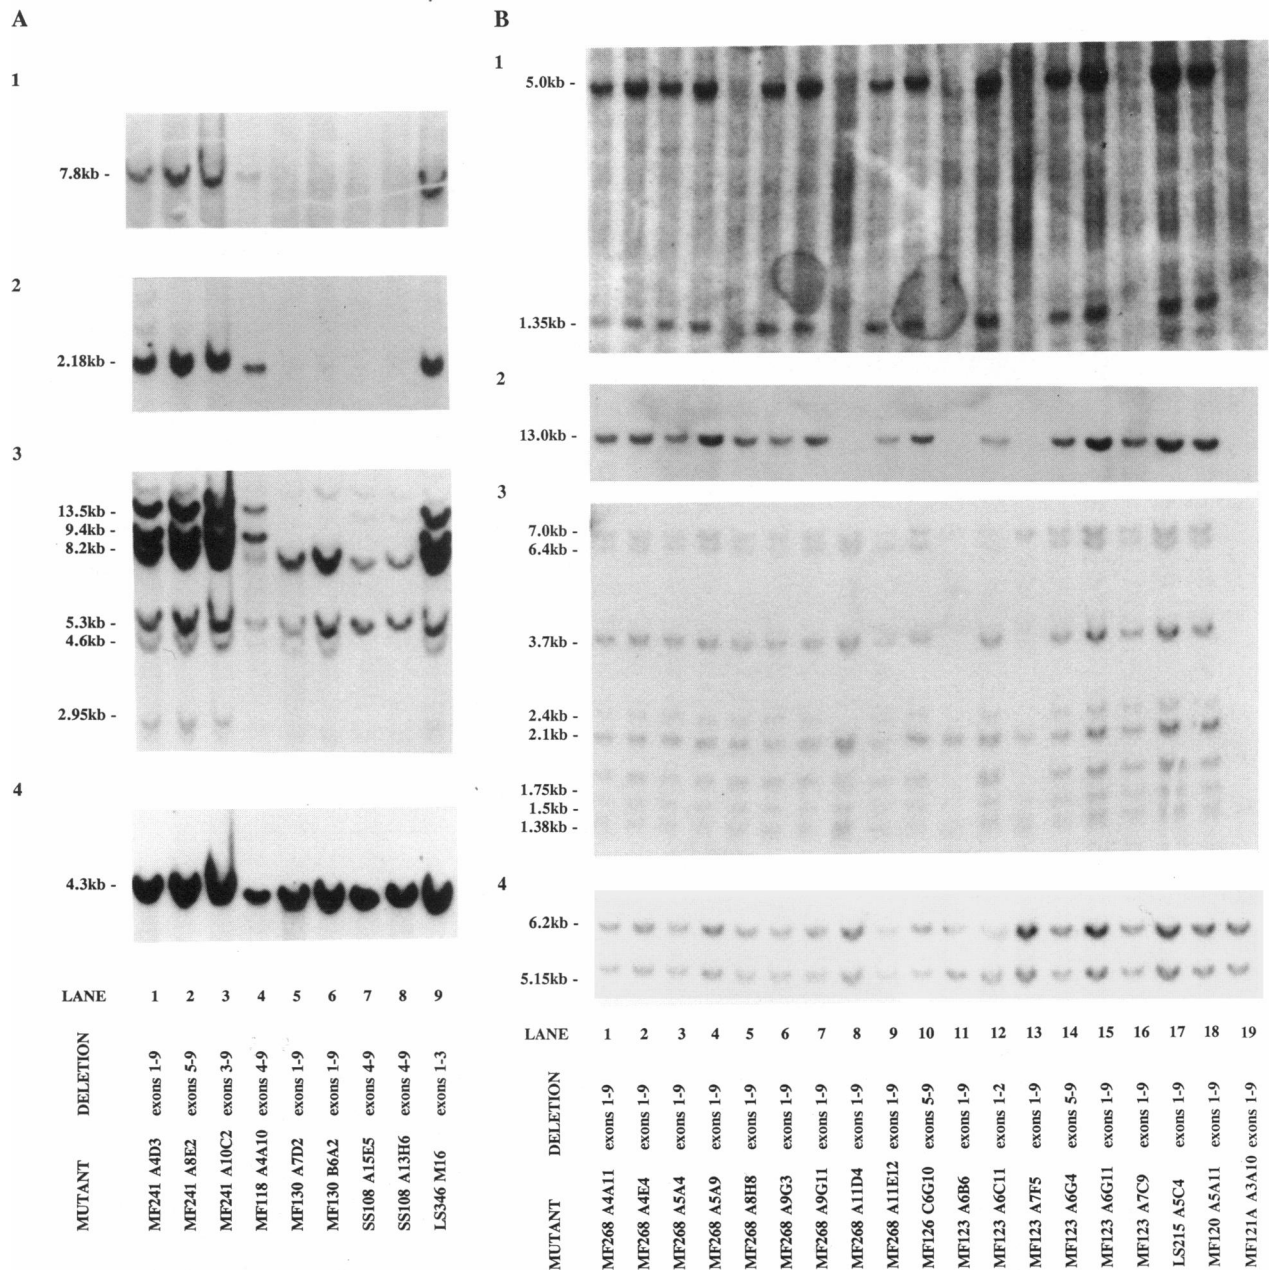 A
1
7.8kb -
2
2.18kb -
3
13.5kb -
9.4kb -
8.2kb -
5.3kb -
4.6kb -
2.95kb -
4
4.3kb -
LANE 1 2 3 4 5 6 7 8 9
DELETION exons 1-9 exons 5-9 exons 3-9 exons 4-9 exons 1-9 exons 1-9 exons 4-9 exons 4-9 exons 1-3
MUTANT MF241 A4D3 MF241 A8E2 MF241 A10C2 MF118 A4A10 MF130 A7D2 MF130 B6A2 SS108 A15E5 SS108 A13H6 LS346 M16
B
1
5.0kb -
1.35kb -
2
13.0kb -
3
7.0kb -
6.4kb -
3.7kb -
2.4kb -
2.1kb -
1.75kb -
1.5kb -
1.38kb -
4
6.2kb -
5.15kb -
LANE 1 2 3 4 5 6 7 8 9 10 11 12 13 14 15 16 17 18 19
DELETION exons 1-9 exons 1-9 exons 1-9 exons 1-9 exons 1-9 exons 1-9 exons 1-9 exons 1-9 exons 1-9 exons 5-9 exons 1-9 exons 1-2 exons 1-9 exons 5-9 exons 1-9 exons 1-9 exons 1-9 exons 1-9 exons 1-9
MUTANT MF268 A4A11 MF268 A4E4 MF268 A5A4 MF268 A5A9 MF268 A8H8 MF268 A9G3 MF268 A9G11 MF268 A11D4 MF268 A11E12 MF126 C6G10 MF123 A6B6 MF123 A6C11 MF123 A7F5 MF123 A6G4 MF123 A6G11 MF123 A7C9 LS215 A5C4 MF120 A5A11 MF121A A3A10